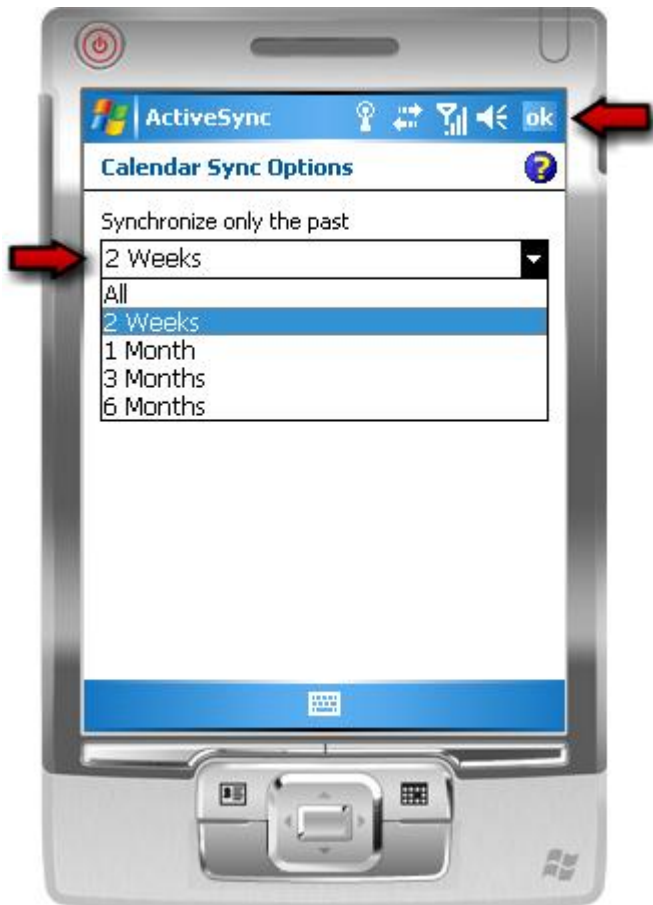 ActiveSync ok
Calendar Sync Options
Synchronize only the past
2 Weeks
All
2 Weeks
1 Month
3 Months
6 Months